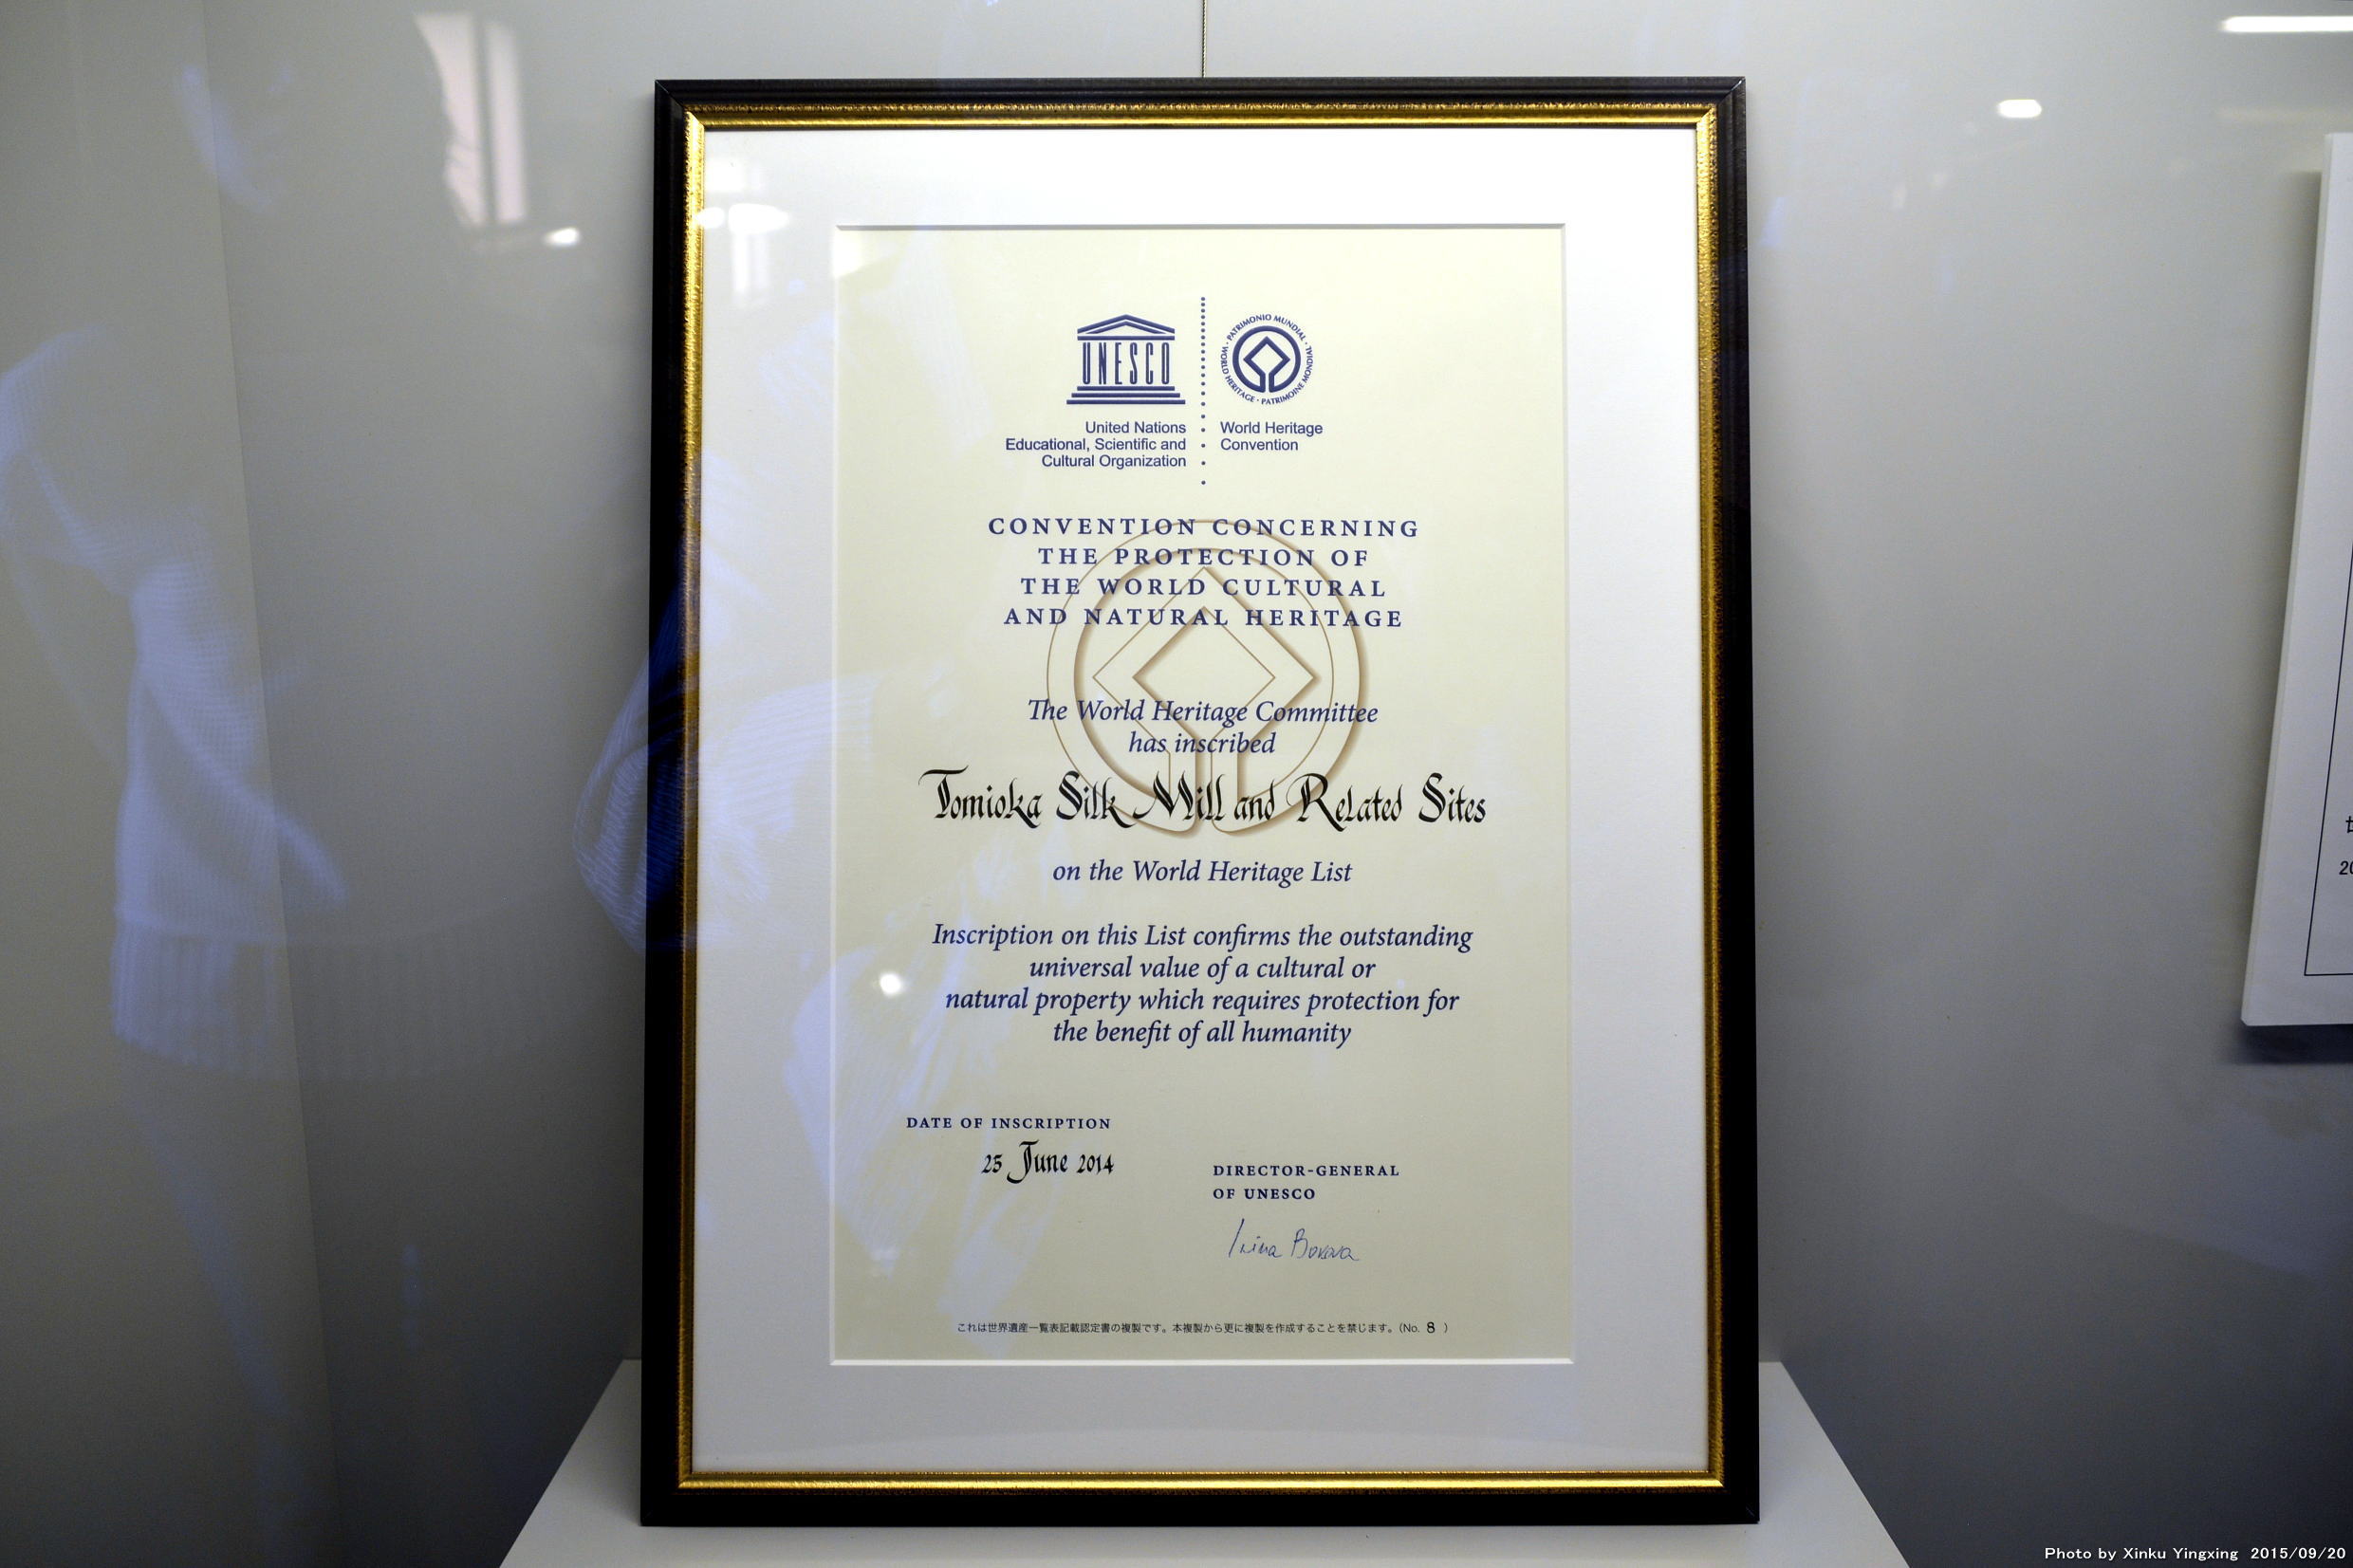 UNESCO
PATRIMONIO MUNDIAL · WORLD HERITAGE · PATRIMOINE MONDIAL ·
United Nations
Educational, Scientific and
Cultural Organization
World Heritage
Convention
CONVENTION CONCERNING
THE PROTECTION OF
THE WORLD CULTURAL
AND NATURAL HERITAGE
The World Heritage Committee
has inscribed
Tomioka Silk Mill and Related Sites
on the World Heritage List
Inscription on this List confirms the outstanding
universal value of a cultural or
natural property which requires protection for
the benefit of all humanity
DATE OF INSCRIPTION
25 June 2014
DIRECTOR-GENERAL
OF UNESCO
Irina Bokova
これは世界遺産一覧表記載認定書の複製です。本複製から更に複製を作成することを禁じます。(No. 8 )
Photo by Xinku Yingxing 2015/09/20